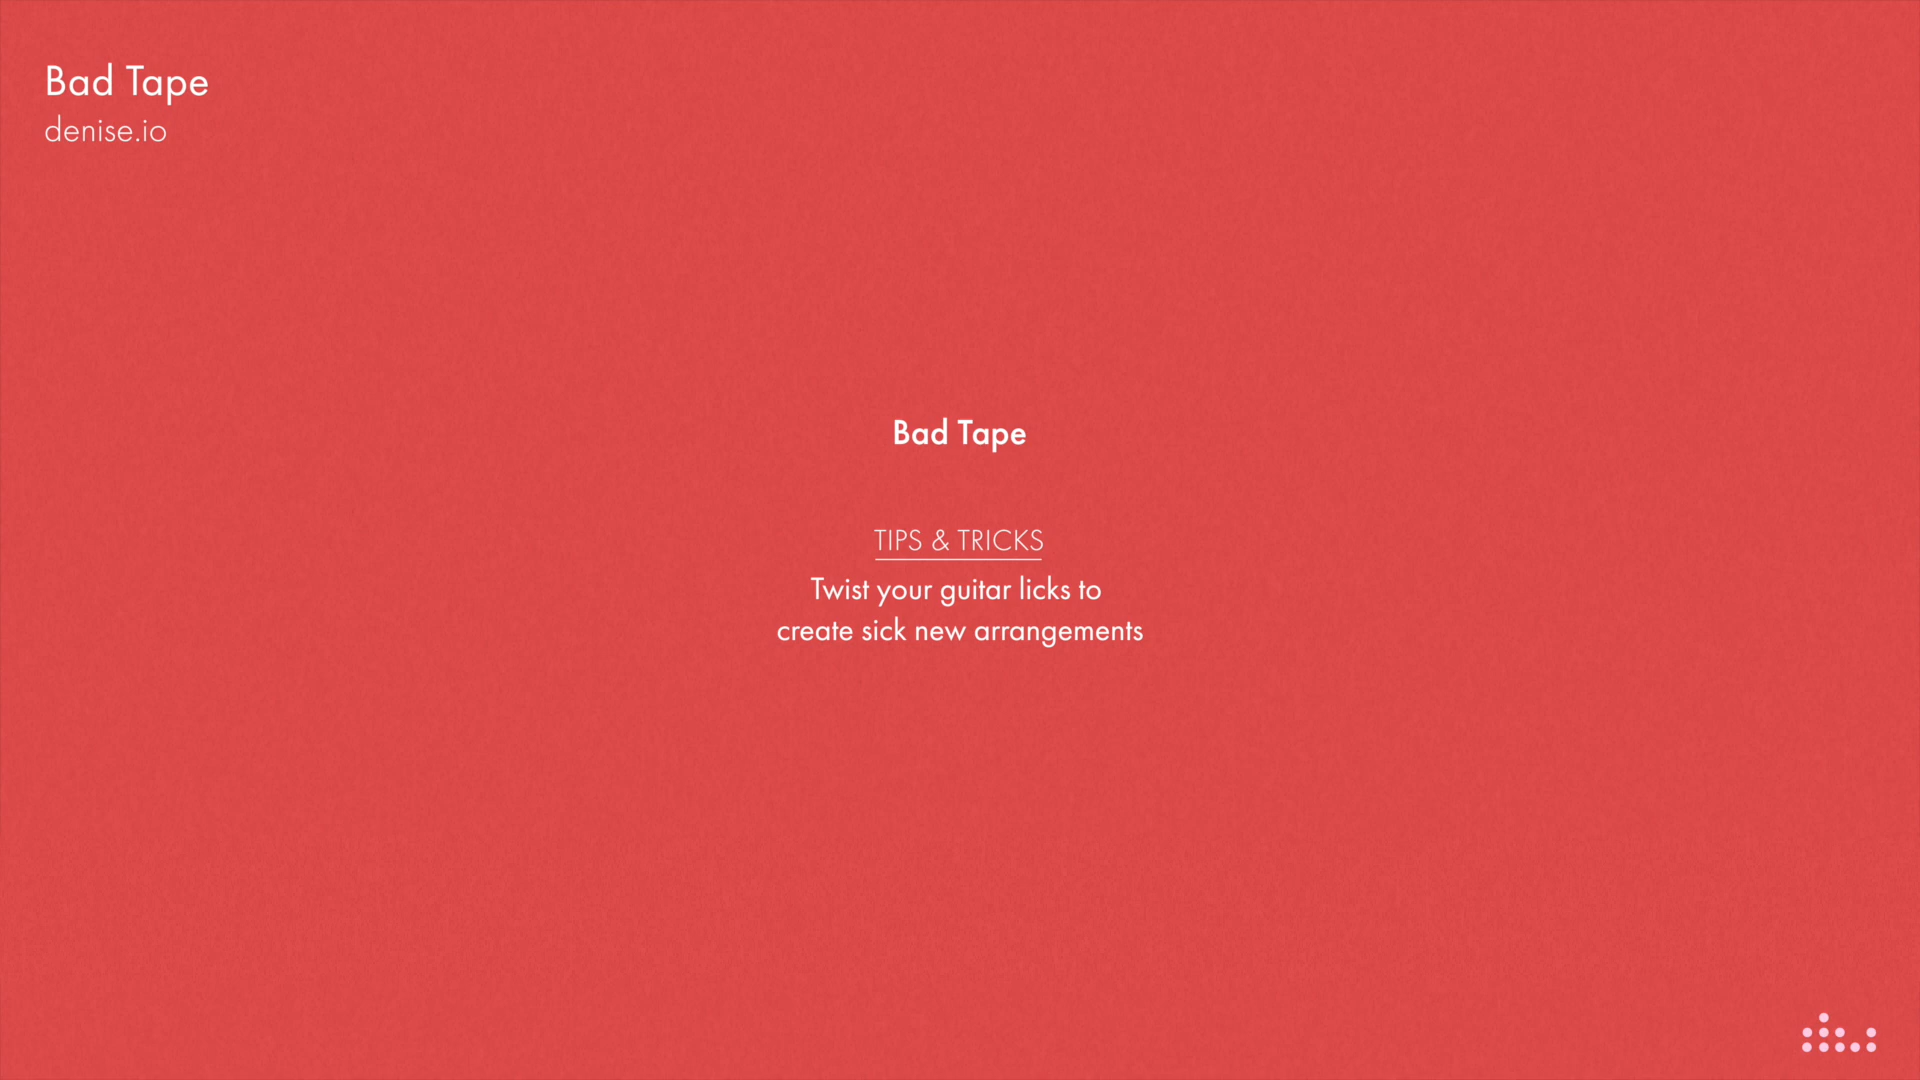 Bad Tape
denise.io
Bad Tape
TIPS & TRICKS
Twist your guitar licks to
create sick new arrangements